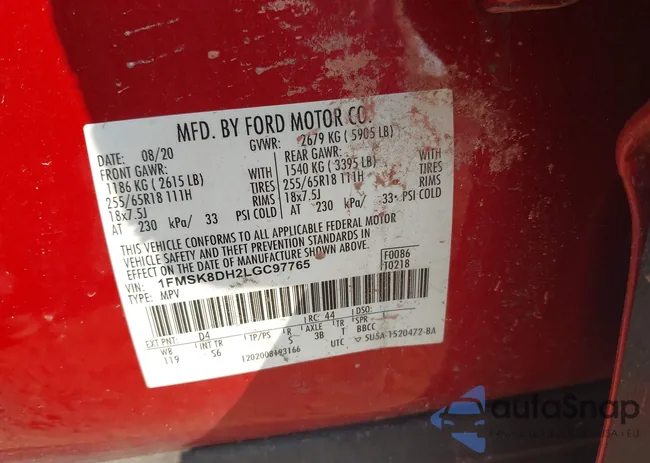 MFD. BY FORD MOTOR CO.
DATE: 08/20 GVWR: 2679 KG ( 5905 LB)
FRONT GAWR: REAR GAWR:
1186 KG ( 2615 LB) WITH 1540 KG ( 3395 LB) WITH
255/65R18 111H TIRES 255/65R18 111H TIRES
18x7.5J RIMS 18x7.5J RIMS
AT 230 kPa/ 33 PSI COLD AT 230 kPa/ 33 PSI COLD
THIS VEHICLE CONFORMS TO ALL APPLICABLE FEDERAL MOTOR
VEHICLE SAFETY AND THEFT PREVENTION STANDARDS IN
EFFECT ON THE DATE OF MANUFACTURE SHOWN ABOVE.
VIN: 1FMSK8DH2LGC97765 F0086
TYPE: MPV T0218
EXT PNT: D4 RC: 44 DSO:
WB INT TR TP/PS R AXLE TR SPR
119 S6 5 3B T BBCC
1202008193166 UTC SU5A-1520472-BA
autoSnap